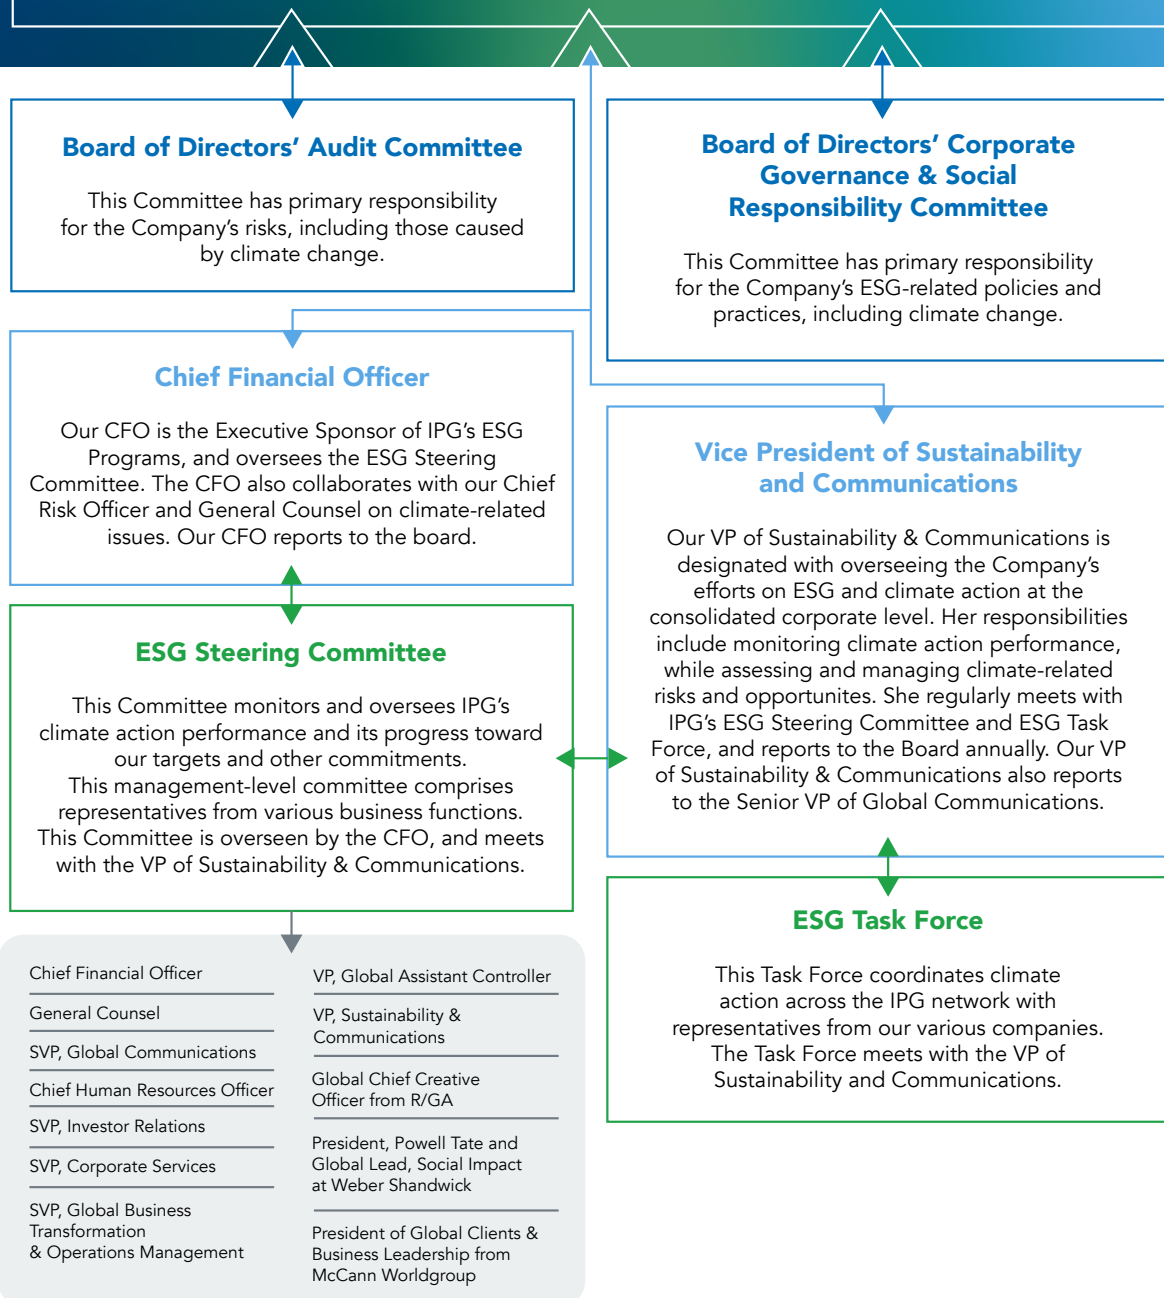 Board of Directors’ Audit Committee
This Committee has primary responsibility
for the Company’s risks, including those caused
by climate change.
Board of Directors’ Corporate
Governance & Social
Responsibility Committee
This Committee has primary responsibility
for the Company’s ESG-related policies and
practices, including climate change.
Chief Financial Officer
Our CFO is the Executive Sponsor of IPG’s ESG
Programs, and oversees the ESG Steering
Committee. The CFO also collaborates with our Chief
Risk Officer and General Counsel on climate-related
issues. Our CFO reports to the board.
Vice President of Sustainability
and Communications
Our VP of Sustainability & Communications is
designated with overseeing the Company’s
efforts on ESG and climate action at the
consolidated corporate level. Her responsibilities
include monitoring climate action performance,
while assessing and managing climate-related
risks and opportunites. She regularly meets with
IPG’s ESG Steering Committee and ESG Task
Force, and reports to the Board annually. Our VP
of Sustainability & Communications also reports
to the Senior VP of Global Communications.
ESG Steering Committee
This Committee monitors and oversees IPG’s
climate action performance and its progress toward
our targets and other commitments.
This management-level committee comprises
representatives from various business functions.
This Committee is overseen by the CFO, and meets
with the VP of Sustainability & Communications.
ESG Task Force
This Task Force coordinates climate
action across the IPG network with
representatives from our various companies.
The Task Force meets with the VP of
Sustainability and Communications.
Chief Financial Officer
General Counsel
SVP, Global Communications
Chief Human Resources Officer
SVP, Investor Relations
SVP, Corporate Services
SVP, Global Business
Transformation
& Operations Management
VP, Global Assistant Controller
VP, Sustainability &
Communications
Global Chief Creative
Officer from R/GA
President, Powell Tate and
Global Lead, Social Impact
at Weber Shandwick
President of Global Clients &
Business Leadership from
McCann Worldgroup